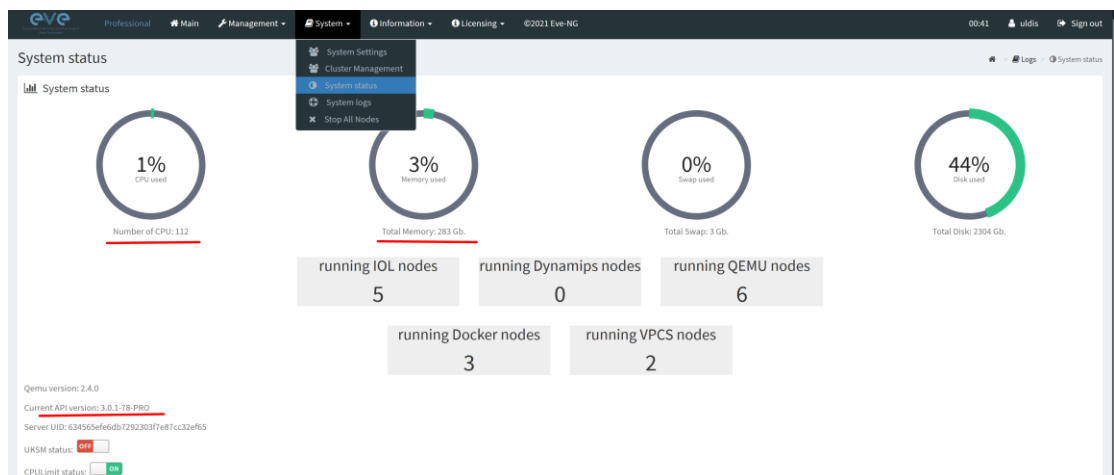 eve Professional Main Management System Information Licensing ©2021 Eve-NG 00:41 uldis Sign out
System Settings
Cluster Management
System status
System logs
Stop All Nodes
System status
Logs System status
System status
1%
CPU used
Number of CPU: 112
3%
Memory used
Total Memory: 283 Gb.
0%
Swap used
Total Swap: 3 Gb.
44%
Disk used
Total Disk: 2304 Gb.
running IOL nodes
5
running Dynamips nodes
0
running QEMU nodes
6
running Docker nodes
3
running VPCS nodes
2
Qemu version: 2.4.0
Current API version: 3.0.1-78-PRO
Server UID: 634565efe6db7292303f7e87cc32ef65
UKSM status: OFF
CPULimit status: ON